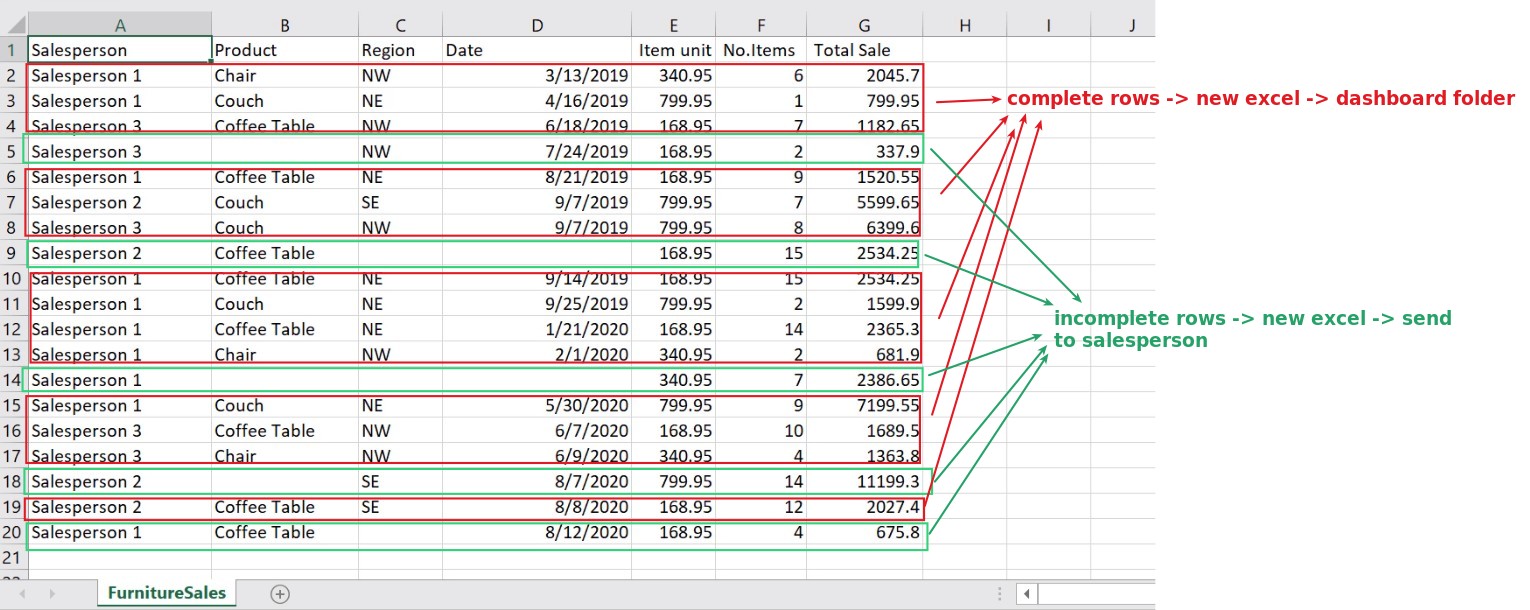 A B C D E F G H I J
1 Salesperson Product Region Date Item unit No.Items Total Sale
2 Salesperson 1 Chair NW 3/13/2019 340.95 6 2045.7
3 Salesperson 1 Couch NE 4/16/2019 799.95 1 799.95
complete rows -> new excel -> dashboard folder
4 Salesperson 3 Coffee Table NW 6/18/2019 168.95 7 1182.65
5 Salesperson 3 NW 7/24/2019 168.95 2 337.9
6 Salesperson 1 Coffee Table NE 8/21/2019 168.95 9 1520.55
7 Salesperson 2 Couch SE 9/7/2019 799.95 7 5599.65
8 Salesperson 3 Couch NW 9/7/2019 799.95 8 6399.6
9 Salesperson 2 Coffee Table 168.95 15 2534.25
10 Salesperson 1 Coffee Table NE 9/14/2019 168.95 15 2534.25
11 Salesperson 1 Couch NE 9/25/2019 799.95 2 1599.9
incomplete rows -> new excel -> send
to salesperson
12 Salesperson 1 Coffee Table NE 1/21/2020 168.95 14 2365.3
13 Salesperson 1 Chair NW 2/1/2020 340.95 2 681.9
14 Salesperson 1 340.95 7 2386.65
15 Salesperson 1 Couch NE 5/30/2020 799.95 9 7199.55
16 Salesperson 3 Coffee Table NW 6/7/2020 168.95 10 1689.5
17 Salesperson 3 Chair NW 6/9/2020 340.95 4 1363.8
18 Salesperson 2 SE 8/7/2020 799.95 14 11199.3
19 Salesperson 2 Coffee Table SE 8/8/2020 168.95 12 2027.4
20 Salesperson 1 Coffee Table 8/12/2020 168.95 4 675.8
21
FurnitureSales